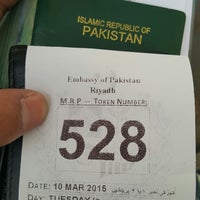 ISLAMIC REPUBLIC OF
PAKISTAN
Embassy of Pakistan
Riyadh
M.R.P -- TOKEN NUMBER:
528
DATE: 10 MAR 2015
DAY: TUESDAY